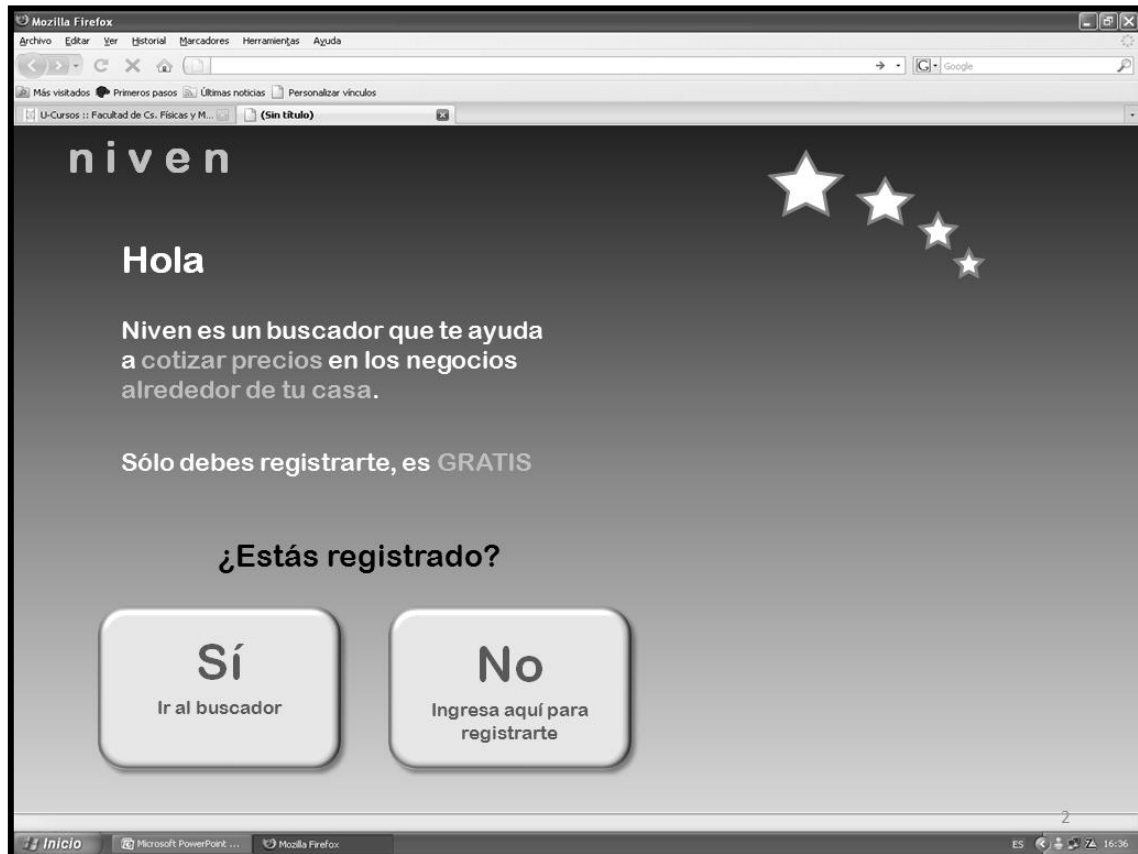 Mozilla Firefox
Archivo Editar Ver Historial Marcadores Herramientas Ayuda
G Google
Más visitados Primeros pasos Últimas noticias Personalizar vínculos
U-Cursos :: Facultad de Cs. Físicas y M... (Sin título)
niven
Hola
Niven es un buscador que te ayuda
a cotizar precios en los negocios
alrededor de tu casa.
Sólo debes registrarte, es GRATIS
¿Estás registrado?
Sí
Ir al buscador
No
Ingresa aquí para
registrarte
2
Inicio Microsoft PowerPoint ... Mozilla Firefox ES 16:36